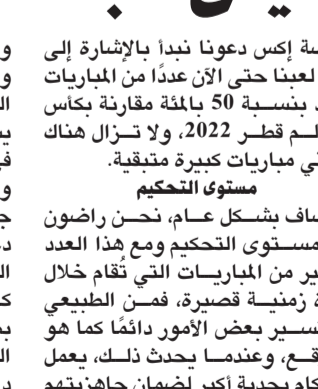 صة إكس دعونا نبدأ بالإشارة إلى
لعبنا حتى الآن عددًا من المباريات
بنسبة 50 بالمئة مقارنة بكأس
لم قطر 2022، ولا تزال هناك
ي مباريات كبيرة متبقية.
مستوى التحكيم
ساف بشكل عام، نحن راضون
مستوى التحكيم ومع هذا العدد
ير من المباريات التي تُقام خلال
ة زمنية قصيرة، فمن الطبيعي
سير بعض الأمور دائمًا كما هو
قع، وعندما يحدث ذلك، يعمل
كام بجدية أكبر لضمان جاهزيتهم